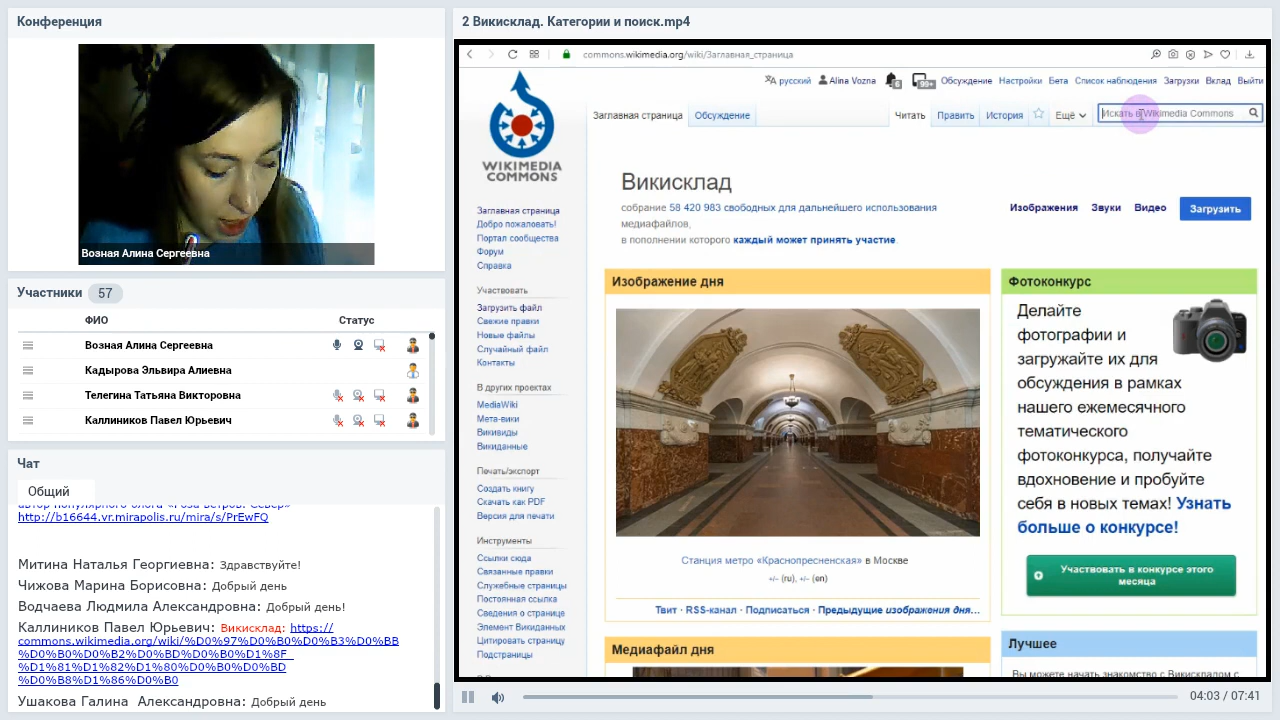 Конференция
Возная Алина Сергеевна
Участники 57
ФИО Статус
Возная Алина Сергеевна
Кадырова Эльвира Алиевна
Телегина Татьяна Викторовна
Каллиников Павел Юрьевич
Чат
Общий
http://b16644.vr.mirapolis.ru/mira/s/PrEwFQ
Митина Наталья Георгиевна: Здравствуйте!
Чижова Марина Борисовна: Добрый день
Водчаева Людмила Александровна: Добрый день!
Каллиников Павел Юрьевич: Викисклад: https://
commons.wikimedia.org/wiki/%D0%97%D0%B0%D0%B3%D0%BB
%D0%B0%D0%B2%D0%BD%D0%B0%D1%8F_
%D1%81%D1%82%D1%80%D0%B0%D0%BD
%D0%B8%D1%86%D0%B0
Ушакова Галина Александровна: Добрый день
2 Викисклад. Категории и поиск.mp4
commons.wikimedia.org/wiki/Заглавная_страница
русский Alina Vozna 6 99+ Обсуждение Настройки Бета Список наблюдения Загрузки Вклад Выйти
Заглавная страница Обсуждение Читать Править История Ещё Искать в Wikimedia Commons
WIKIMEDIA
COMMONS
Заглавная страница
Добро пожаловать!
Портал сообщества
Форум
Справка
Участвовать
Загрузить файл
Свежие правки
Новые файлы
Случайный файл
Контакты
В других проектах
MediaWiki
Мета-вики
Викивиды
Викиданные
Печать/экспорт
Создать книгу
Скачать как PDF
Версия для печати
Инструменты
Ссылки сюда
Связанные правки
Служебные страницы
Постоянная ссылка
Сведения о странице
Элемент Викиданных
Цитировать страницу
Подстраницы
Викисклад
собрание 58 420 983 свободных для дальнейшего использования
медиафайлов,
в пополнении которого каждый может принять участие.
Изображения Звуки Видео Загрузить
Изображение дня
Станция метро «Краснопресненская» в Москве
+/− (ru), +/− (en)
Твит · RSS-канал · Подписаться · Предыдущие изображения дня...
Медиафайл дня
Фотоконкурс
Делайте
фотографии и
загружайте их для
обсуждения в рамках
нашего ежемесячного
тематического
фотоконкурса, получайте
вдохновение и пробуйте
себя в новых темах! Узнать
больше о конкурсе!
Участвовать в конкурсе этого
месяца
Лучшее
Вы можете начать знакомство с Викискладом с
04:03 / 07:41